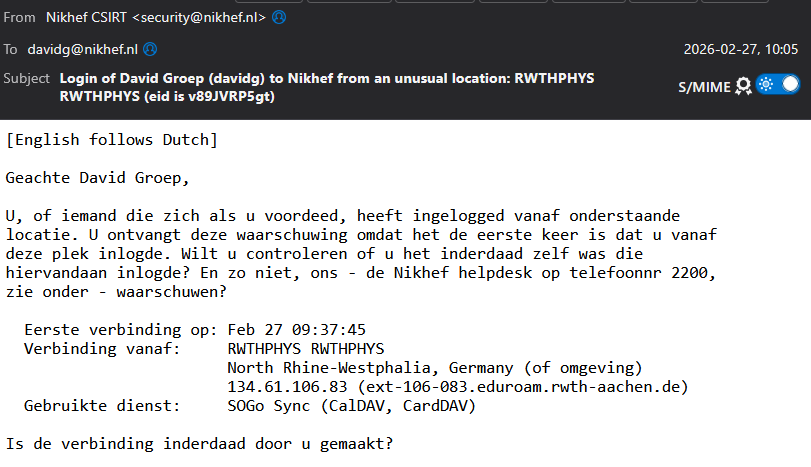 From Nikhef CSIRT <security@nikhef.nl>
To davidg@nikhef.nl 2026-02-27, 10:05
Subject Login of David Groep (davidg) to Nikhef from an unusual location: RWTHPHYS
RWTHPHYS (eid is v89JVRP5gt) S/MIME
[English follows Dutch]
Geachte David Groep,
U, of iemand die zich als u voordeed, heeft ingelogged vanaf onderstaande
locatie. U ontvangt deze waarschuwing omdat het de eerste keer is dat u vanaf
deze plek inlogde. Wilt u controleren of u het inderdaad zelf was die
hiervandaan inlogde? En zo niet, ons - de Nikhef helpdesk op telefoonnr 2200,
zie onder - waarschuwen?
Eerste verbinding op: Feb 27 09:37:45
Verbinding vanaf: RWTHPHYS RWTHPHYS
North Rhine-Westphalia, Germany (of omgeving)
134.61.106.83 (ext-106-083.eduroam.rwth-aachen.de)
Gebruikte dienst: SOGo Sync (CalDAV, CardDAV)
Is de verbinding inderdaad door u gemaakt?